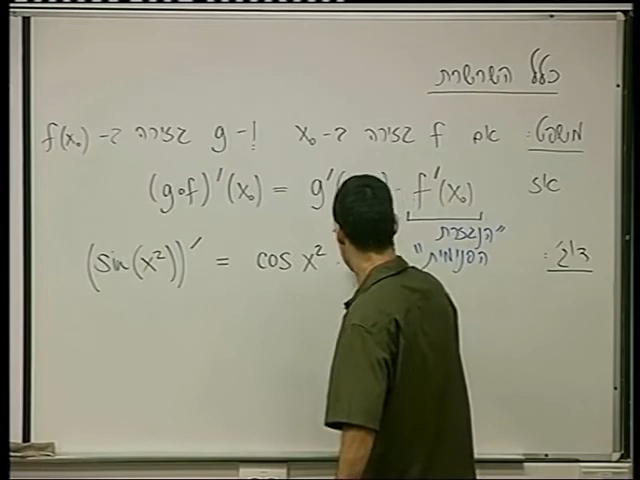 כלל השרשרת
משפט: אם f גזירה ב- x₀ ו- g גזירה ב- f(x₀)
אז (g∘f)'(x₀) = g'( ) · f'(x₀)
"הנגזרת
הפנימית"
דוג': (sin(x²))' = cos x²